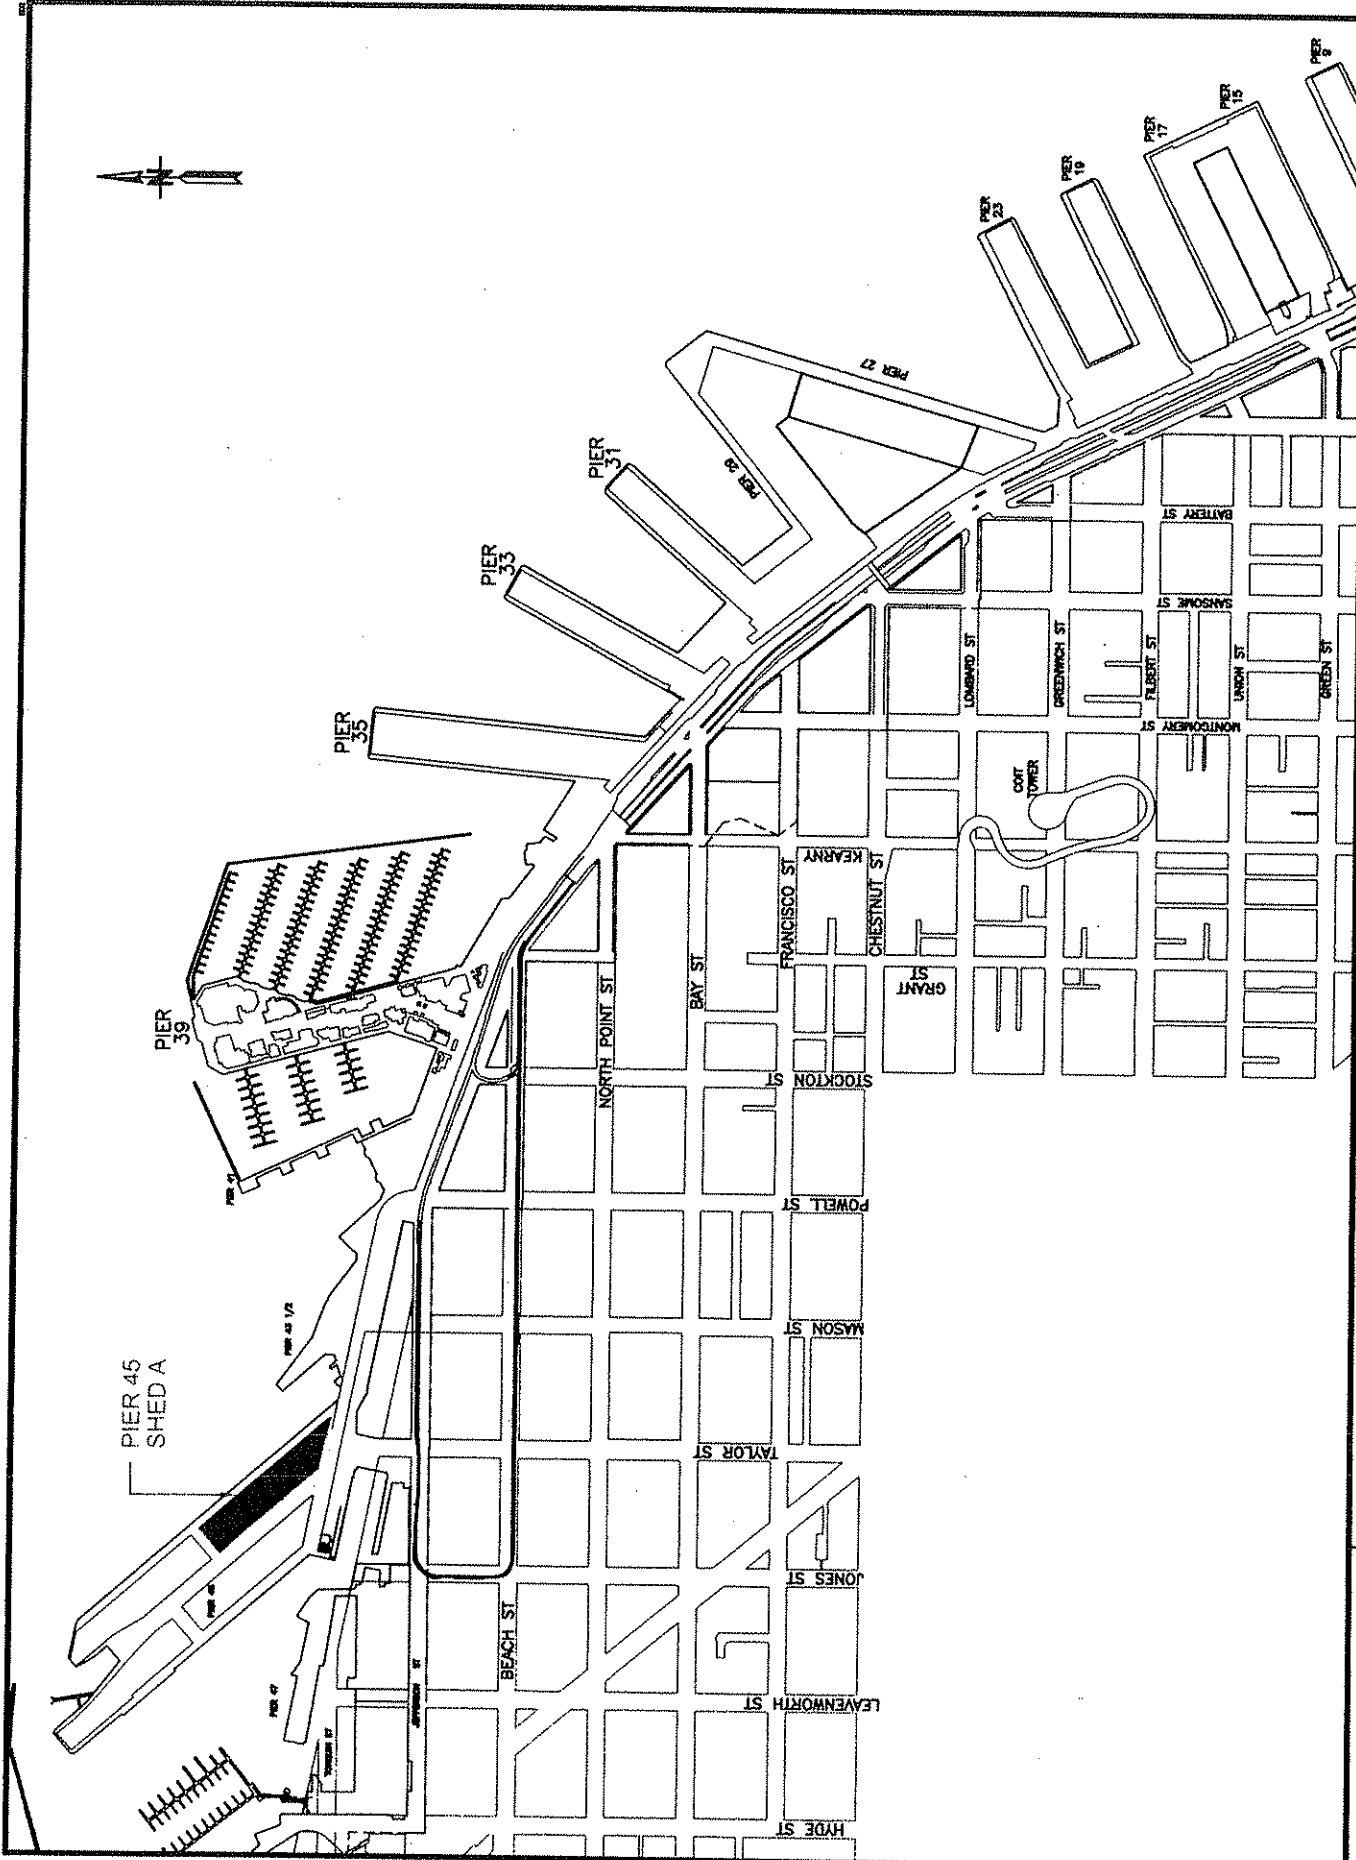 N
PIER
9
PIER
15
PIER
17
PIER
19
PIER
23
PIER 27
PIER 29
PIER
31
PIER
33
PIER
35
PIER
39
PIER 41
PIER 43 1/2
PIER 45
SHED A
PIER 45
PIER 47
JEFFERSON ST
BEACH ST
NORTH POINT ST
BAY ST
FRANCISCO ST
CHESTNUT ST
LOMBARD ST
GREENWICH ST
FILBERT ST
UNION ST
GREEN ST
BATTERY ST
SANSOME ST
MONTGOMERY ST
COIT
TOWER
KEARNY
GRANT
ST
STOCKTON ST
POWELL ST
MASON ST
TAYLOR ST
JONES ST
LEAVENWORTH ST
HYDE ST